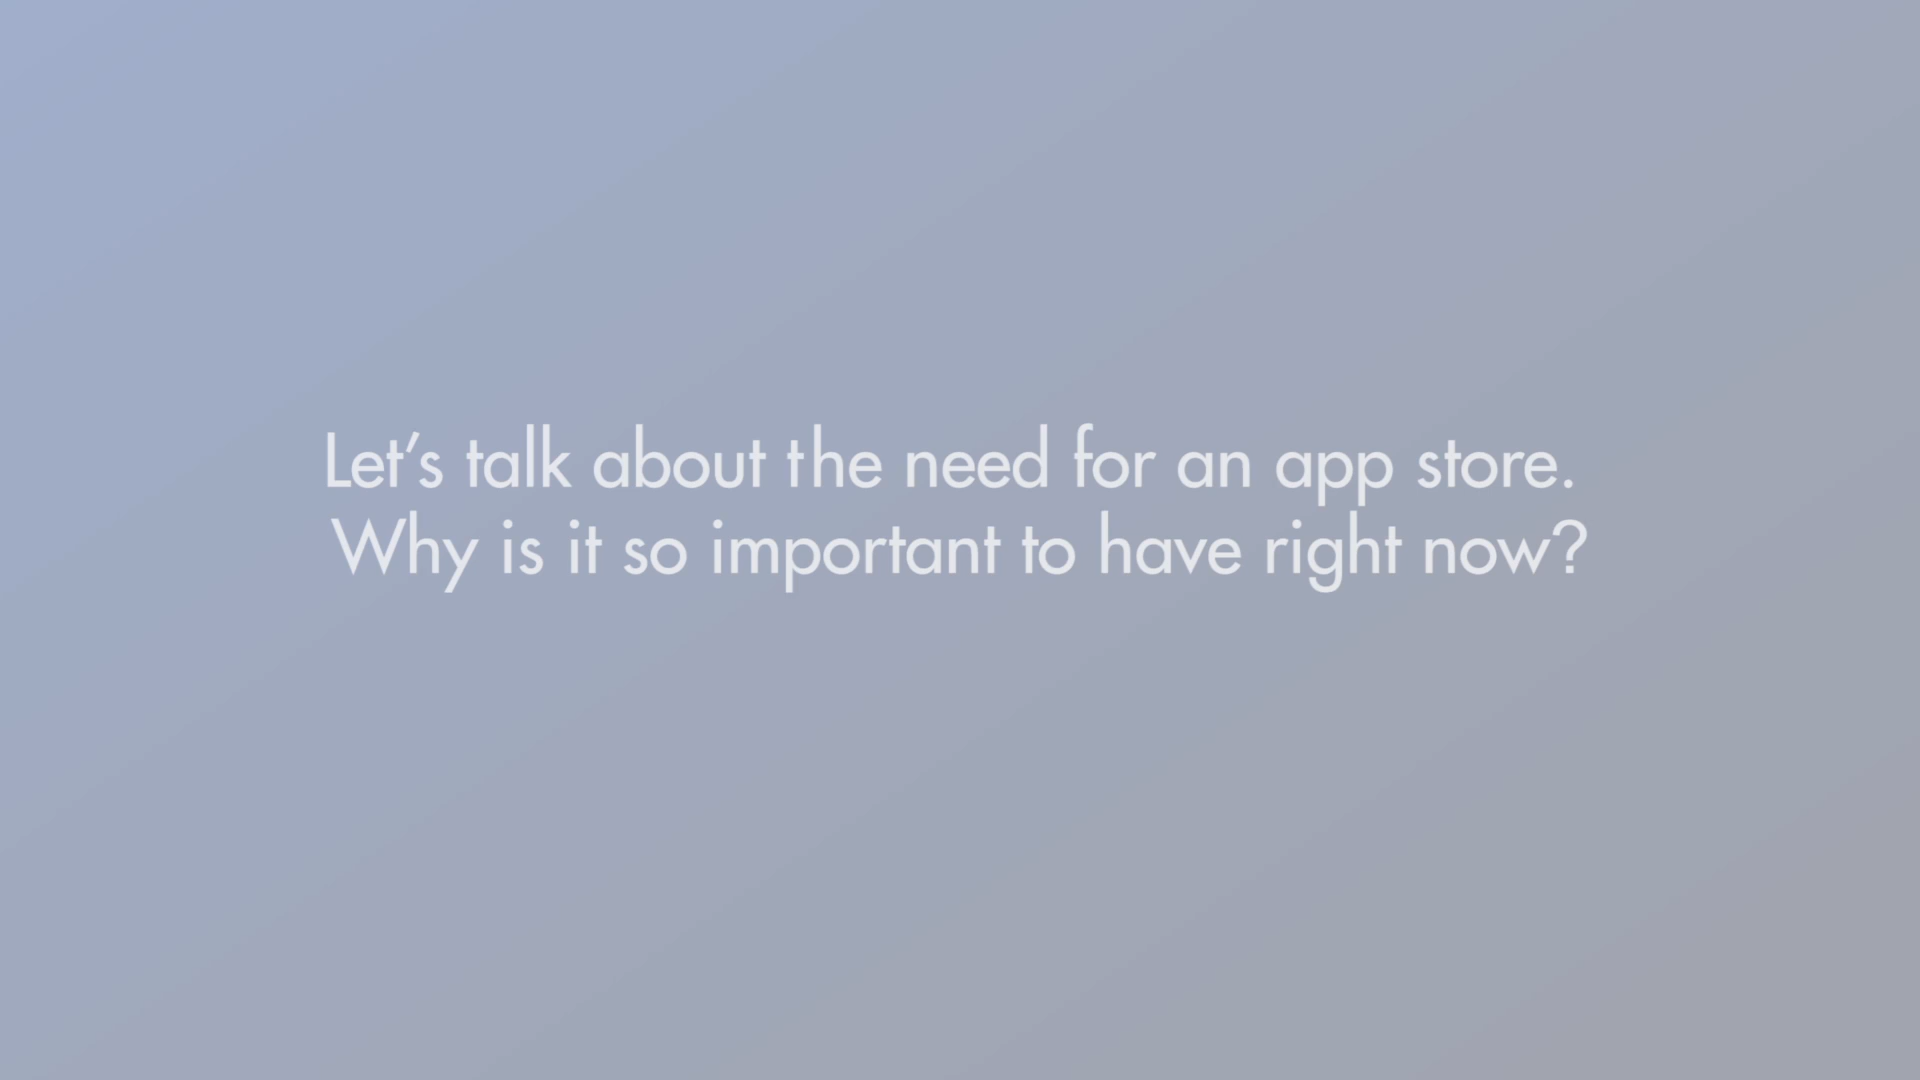 Let’s talk about the need for an app store.
Why is it so important to have right now?